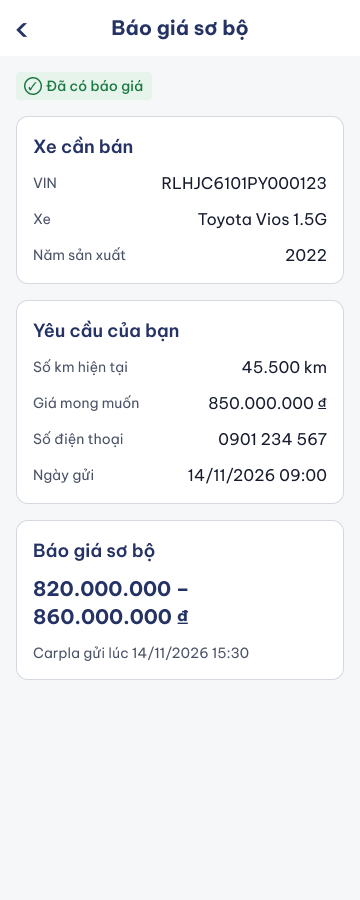 Báo giá sơ bộ
Đã có báo giá
Xe cần bán
VIN RLHJC6101PY000123
Xe Toyota Vios 1.5G
Năm sản xuất 2022
Yêu cầu của bạn
Số km hiện tại 45.500 km
Giá mong muốn 850.000.000 ₫
Số điện thoại 0901 234 567
Ngày gửi 14/11/2026 09:00
Báo giá sơ bộ
820.000.000 –
860.000.000 ₫
Carpla gửi lúc 14/11/2026 15:30